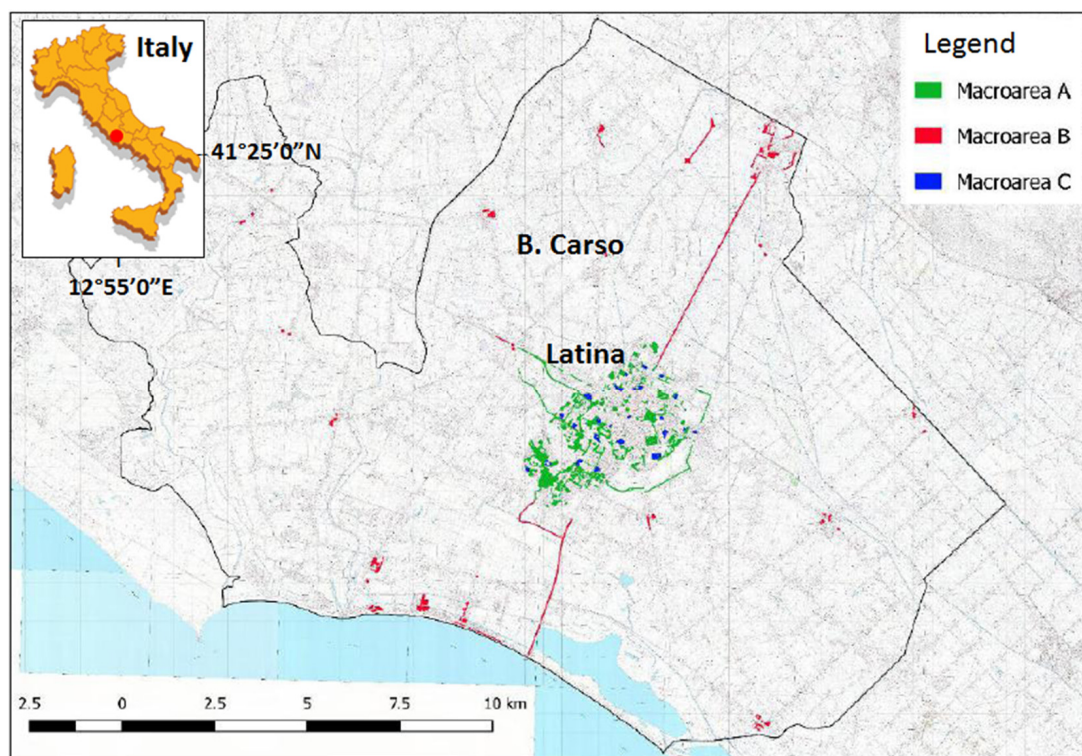 Italy
41°25’0”N
12°55’0”E
Legend
Macroarea A
Macroarea B
Macroarea C
B. Carso
Latina
2.5 0 2.5 5 7.5 10 km